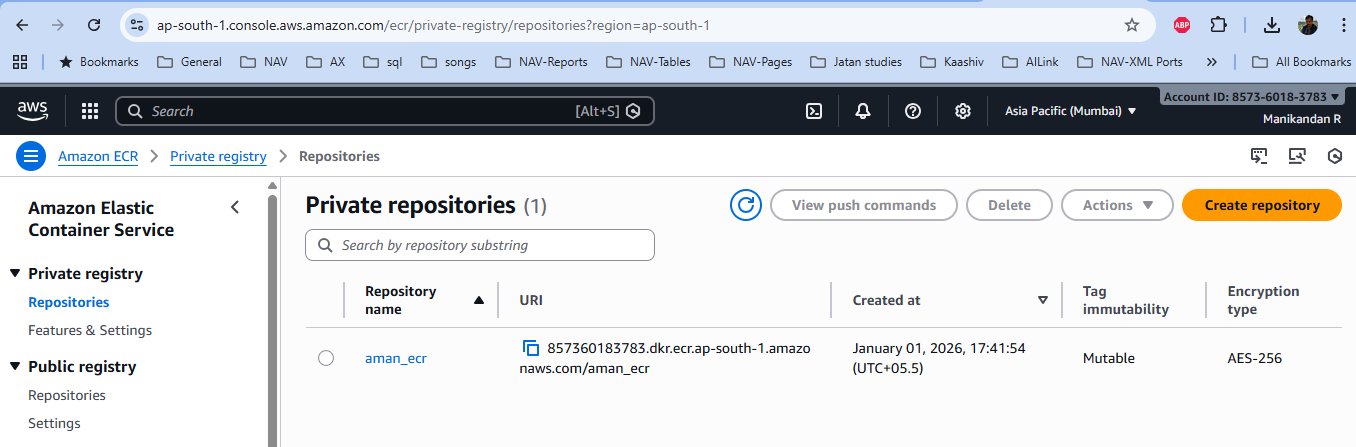 ap-south-1.console.aws.amazon.com/ecr/private-registry/repositories?region=ap-south-1
ABP
Bookmarks General NAV AX sql songs NAV-Reports NAV-Tables NAV-Pages Jatan studies Kaashiv AILink NAV-XML Ports » All Bookmarks
aws Search [Alt+S] Asia Pacific (Mumbai) Account ID: 8573-6018-3783
Manikandan R
Amazon ECR Private registry Repositories
Amazon Elastic
Container Service
Private registry
Repositories
Features & Settings
Public registry
Repositories
Settings
Private repositories (1) View push commands Delete Actions Create repository
Search by repository substring
Repository
name
URI
Created at
Tag
immutability
Encryption
type
aman_ecr
857360183783.dkr.ecr.ap-south-1.amazo
naws.com/aman_ecr
January 01, 2026, 17:41:54
(UTC+05.5)
Mutable
AES-256